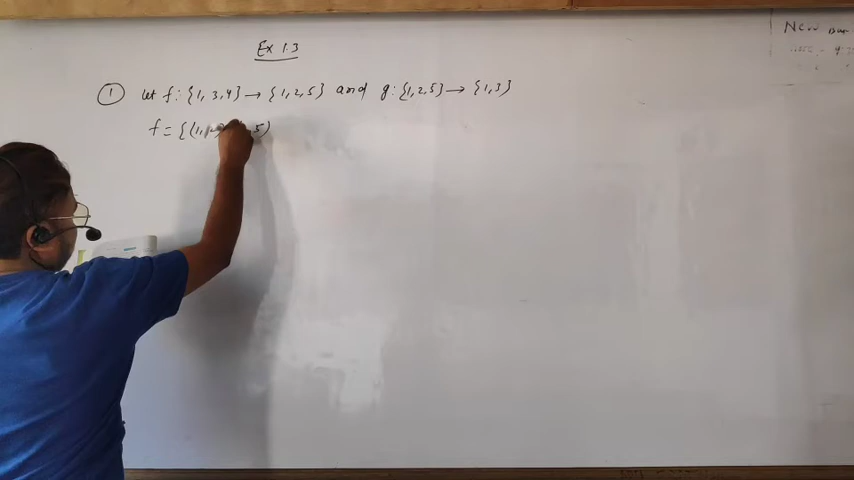 Ex 1.3
① let f: {1, 3, 4} → {1, 2, 5} and g: {1, 2, 5} → {1, 3}
f = {(1, 5)
New